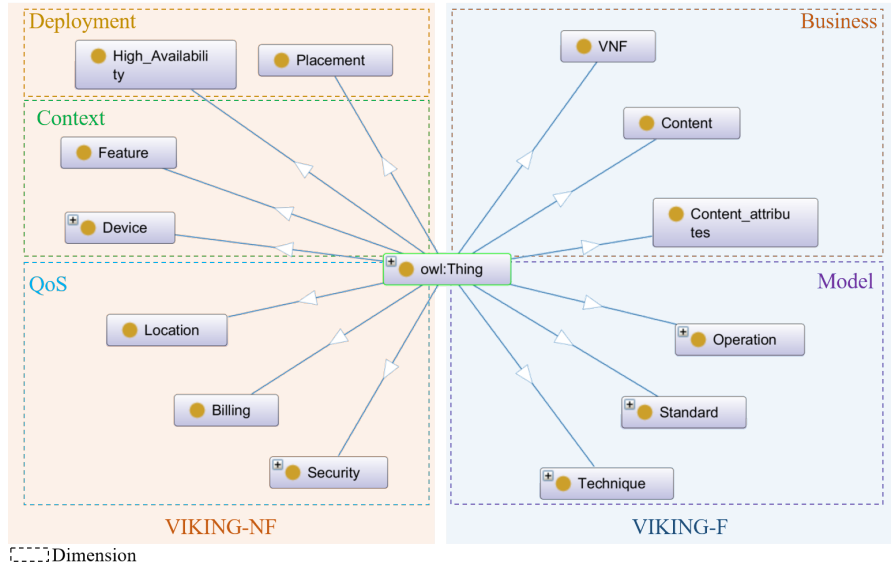 Deployment
High_Availabili
ty
Placement
Context
Feature
Device
QoS
Location
Billing
Security
VIKING-NF
owl:Thing
Business
VNF
Content
Content_attribu
tes
Model
Operation
Standard
Technique
VIKING-F
Dimension